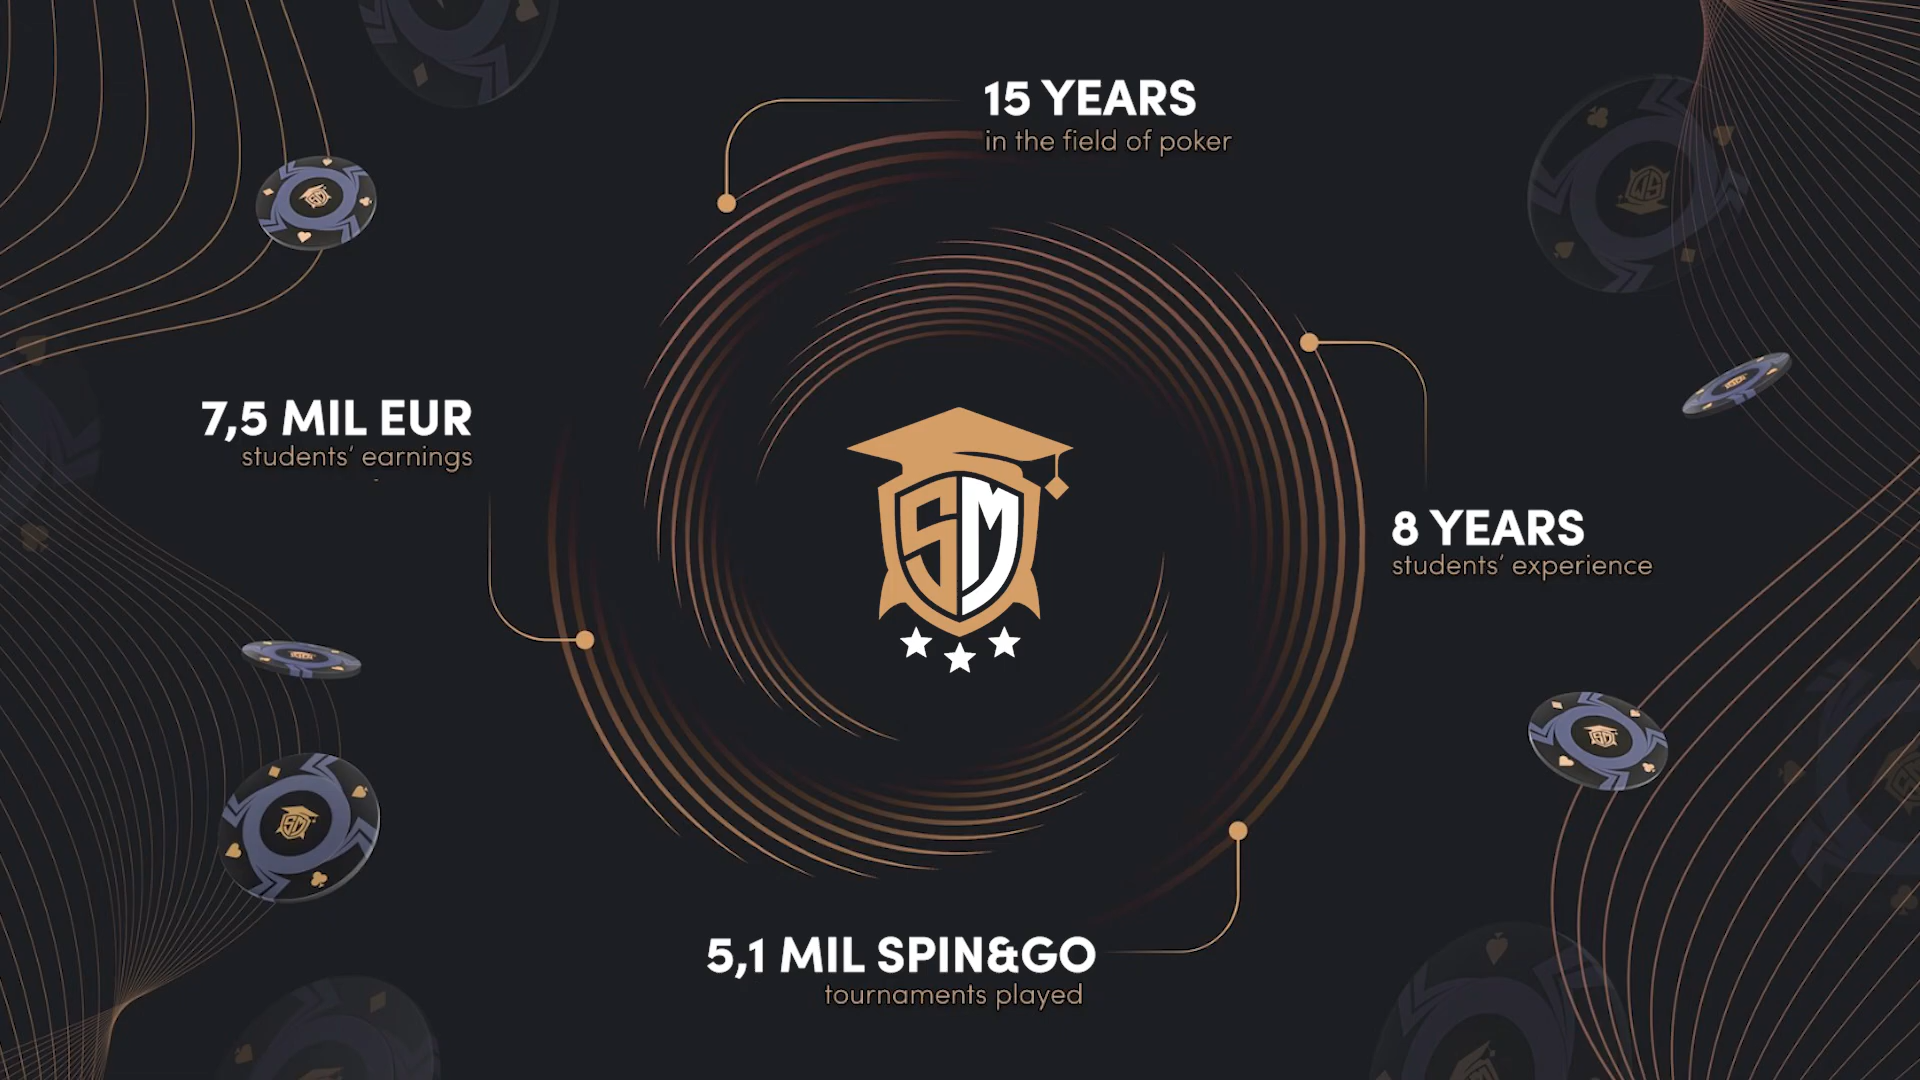 15 YEARS
in the field of poker
7,5 MIL EUR
students' earnings
8 YEARS
students' experience
SM
5,1 MIL SPIN&GO
tournaments played